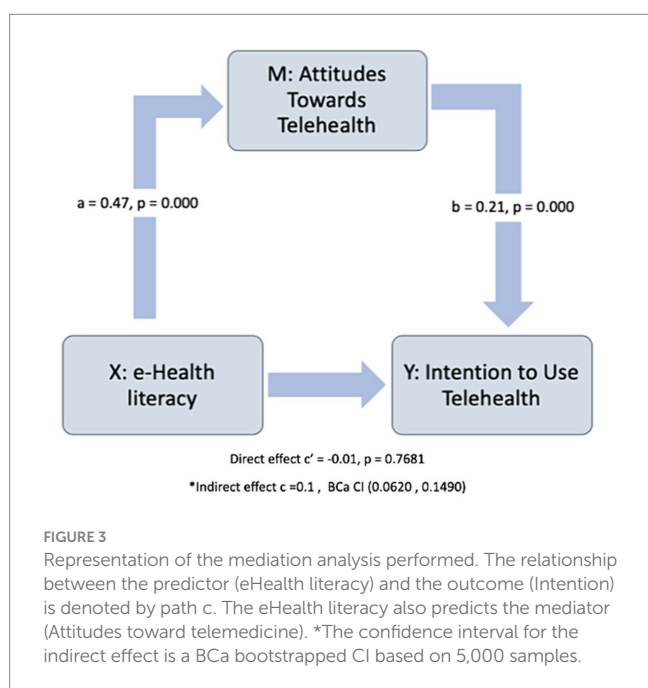 M: Attitudes
Towards
Telehealth
a = 0.47, p = 0.000
b = 0.21, p = 0.000
X: e-Health
literacy
Y: Intention to Use
Telehealth
Direct effect c’ = -0.01, p = 0.7681
*Indirect effect c =0.1 , BCa CI (0.0620 , 0.1490)
FIGURE 3
Representation of the mediation analysis performed. The relationship
between the predictor (eHealth literacy) and the outcome (Intention)
is denoted by path c. The eHealth literacy also predicts the mediator
(Attitudes toward telemedicine). *The confidence interval for the
indirect effect is a BCa bootstrapped CI based on 5,000 samples.